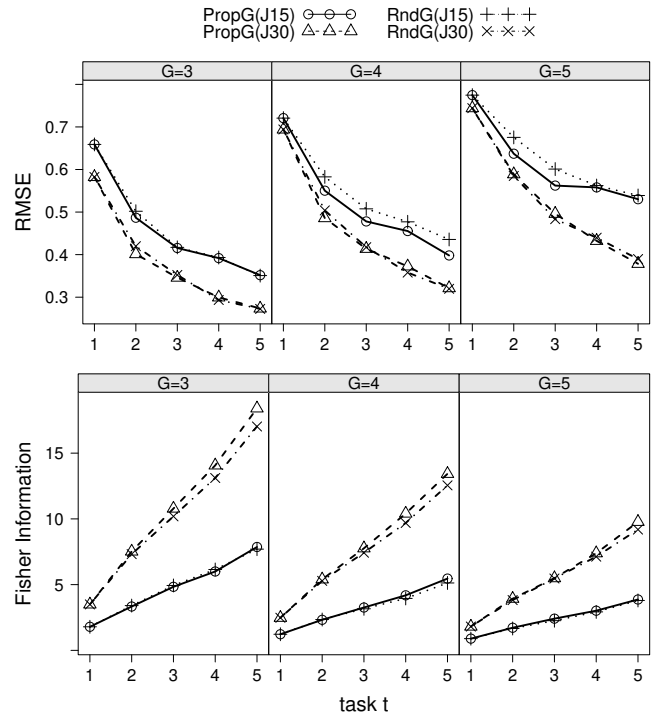 PropG(J15) RndG(J15)
PropG(J30) RndG(J30)
G=3 G=4 G=5
RMSE
0.7
0.6
0.5
0.4
0.3
1 2 3 4 5 1 2 3 4 5 1 2 3 4 5
G=3 G=4 G=5
Fisher Information
15
10
5
1 2 3 4 5 1 2 3 4 5 1 2 3 4 5
task t